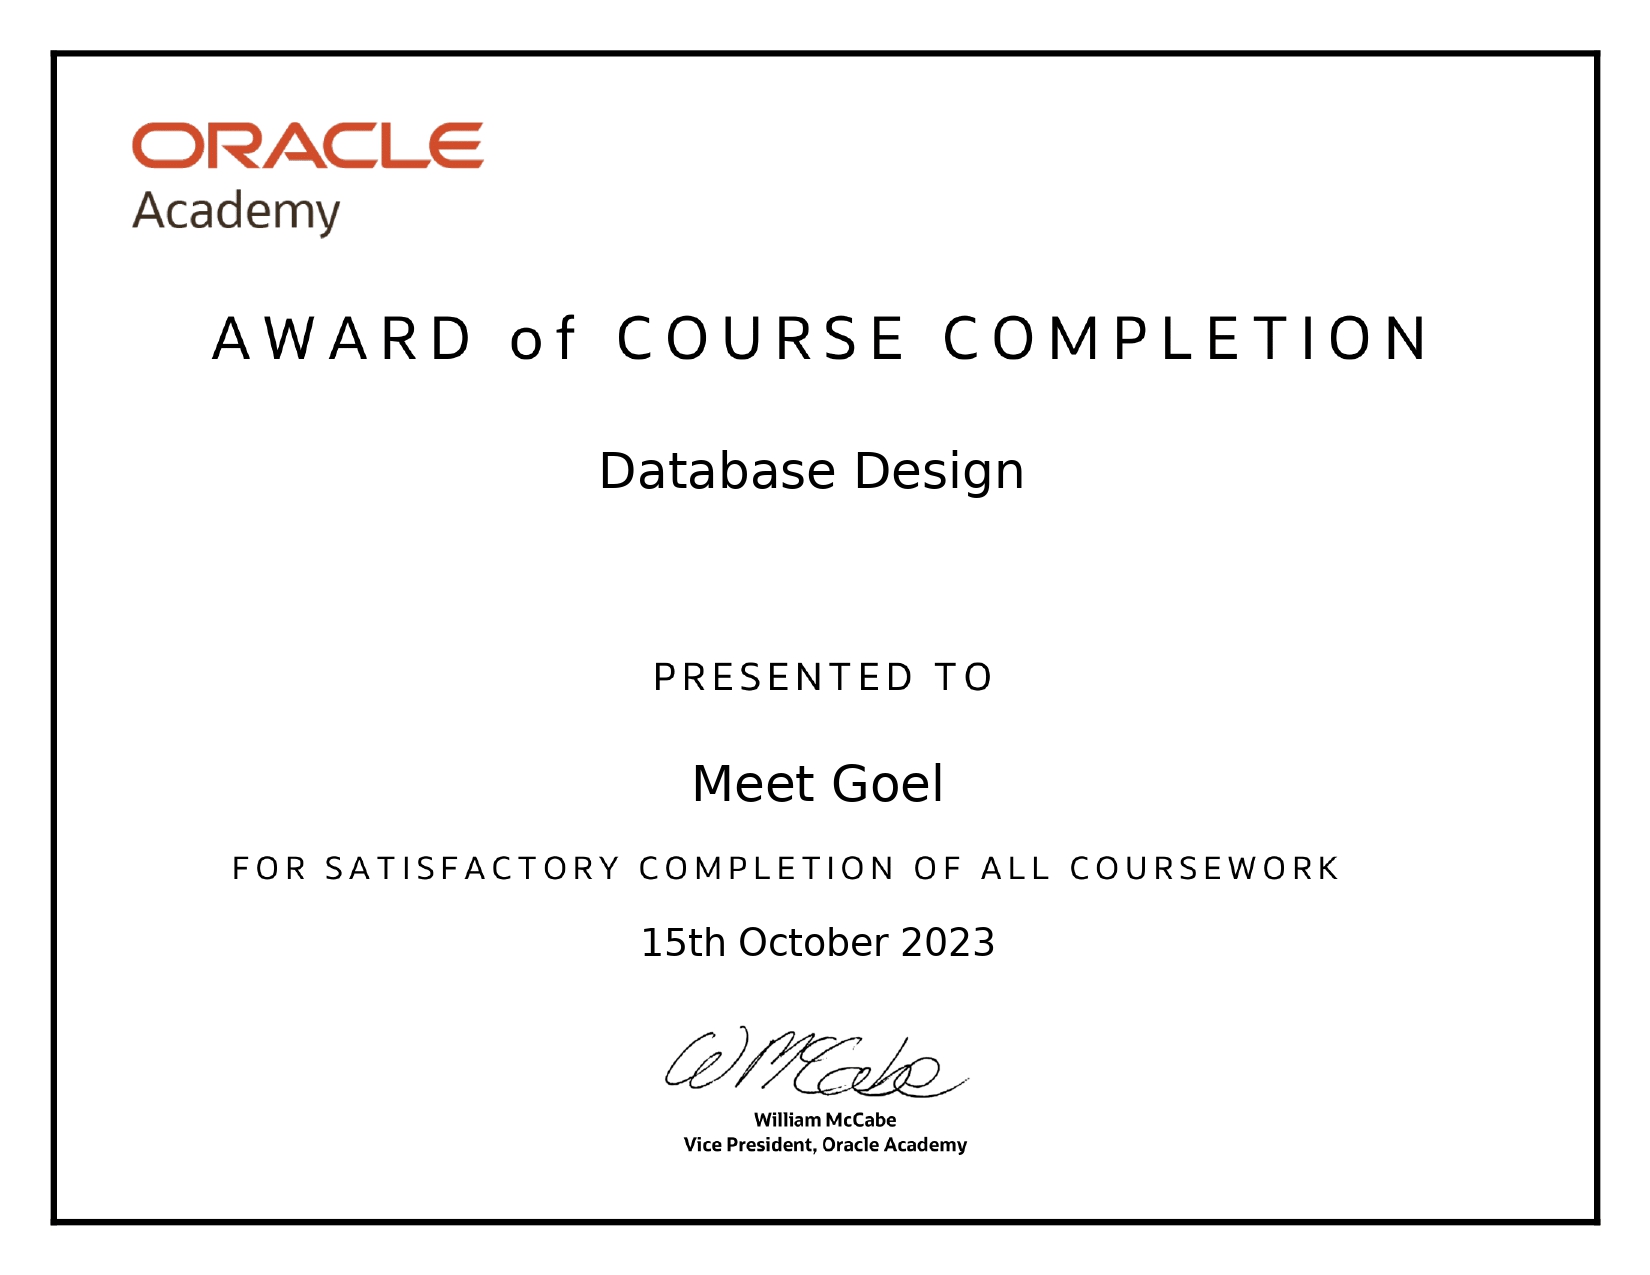 ORACLE
Academy
AWARD of COURSE COMPLETION
Database Design
PRESENTED TO
Meet Goel
FOR SATISFACTORY COMPLETION OF ALL COURSEWORK
15th October 2023
WMcCabe
William McCabe
Vice President, Oracle Academy